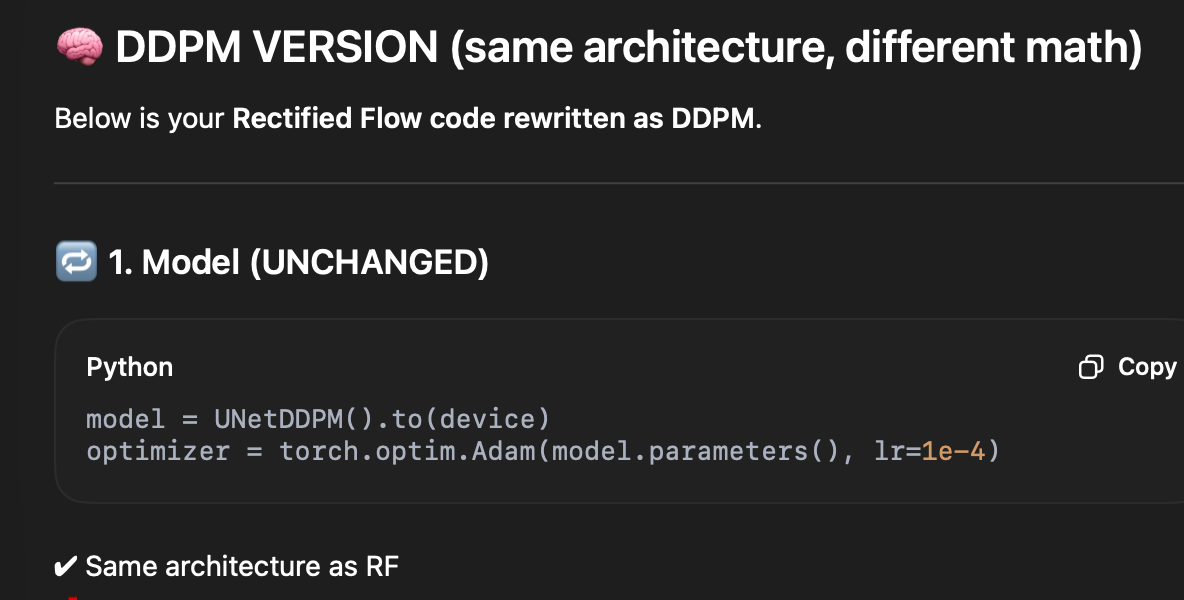 🧠 DDPM VERSION (same architecture, different math)
Below is your Rectified Flow code rewritten as DDPM.
🔁 1. Model (UNCHANGED)
Python
Copy
model = UNetDDPM().to(device)
optimizer = torch.optim.Adam(model.parameters(), lr=1e-4)
✔ Same architecture as RF